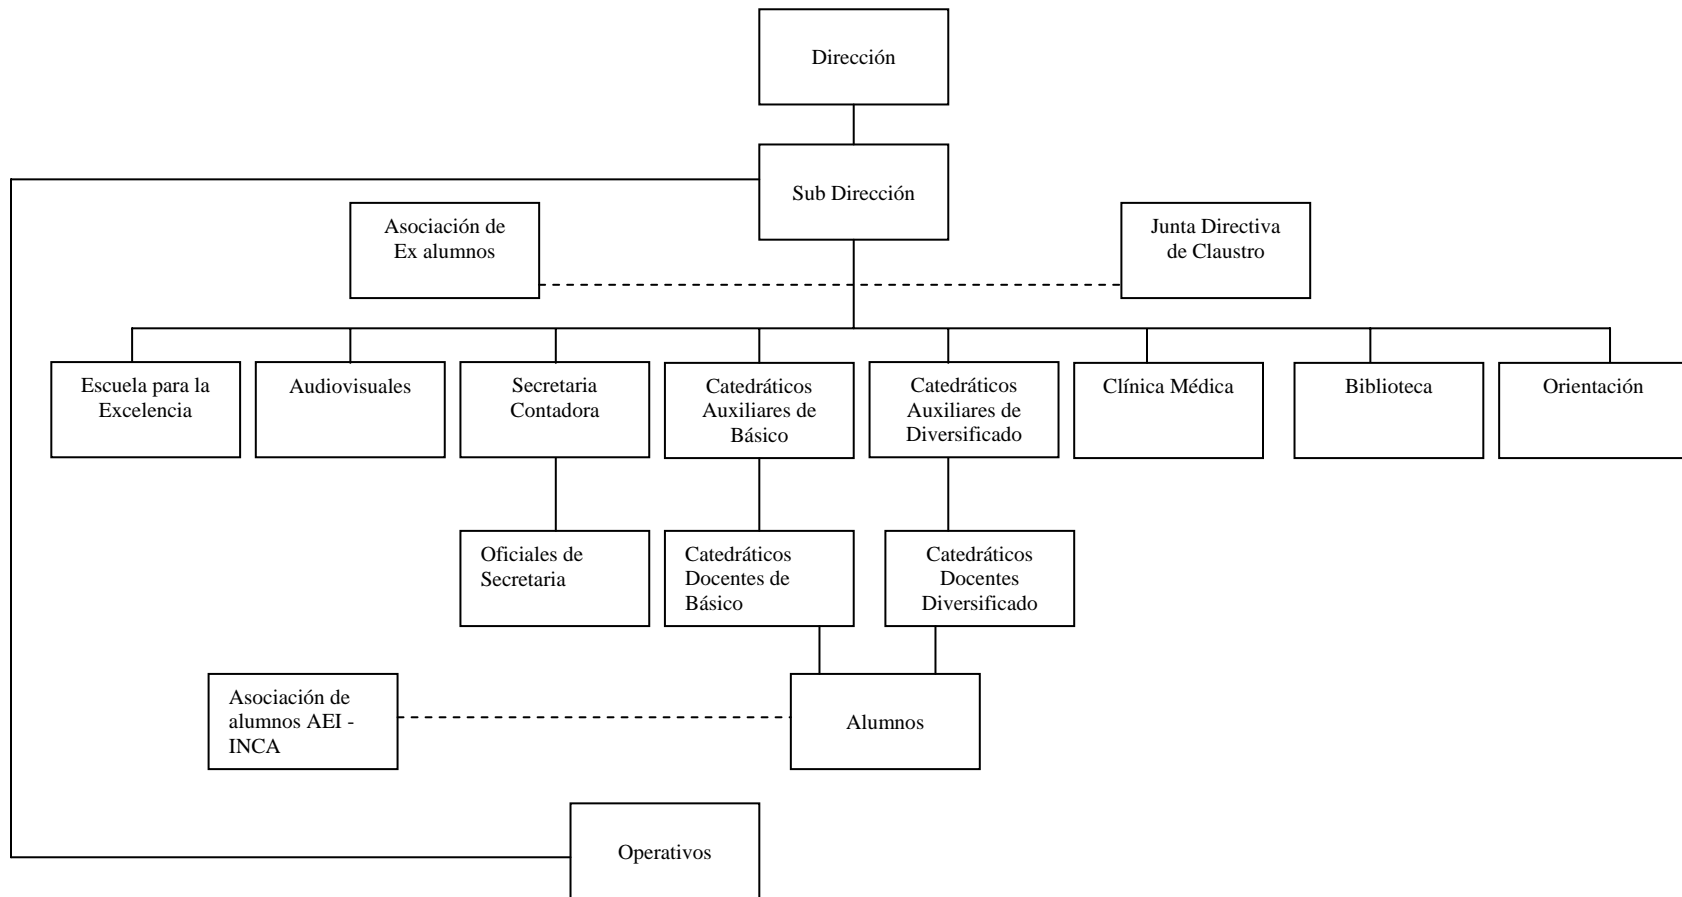 Dirección
Sub Dirección
Asociación de
Ex alumnos
Junta Directiva
de Claustro
Escuela para la
Excelencia
Audiovisuales
Secretaria
Contadora
Catedráticos
Auxiliares de
Básico
Catedráticos
Auxiliares de
Diversificado
Clínica Médica
Biblioteca
Orientación
Oficiales de
Secretaria
Catedráticos
Docentes de
Básico
Catedráticos
Docentes
Diversificado
Asociación de
alumnos AEI -
INCA
Alumnos
Operativos